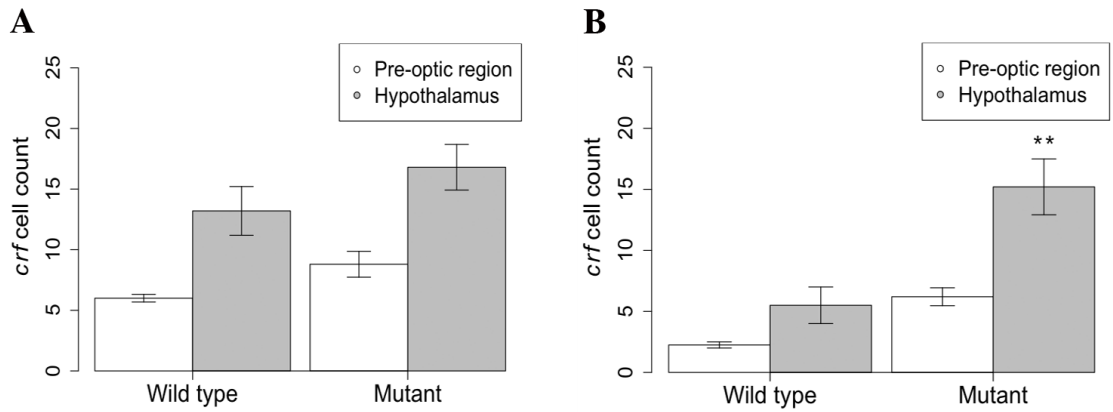 A
B
Pre-optic region
Hypothalamus
Pre-optic region
Hypothalamus
**
crf cell count
0
5
10
15
20
25
Wild type
Mutant
crf cell count
0
5
10
15
20
25
Wild type
Mutant